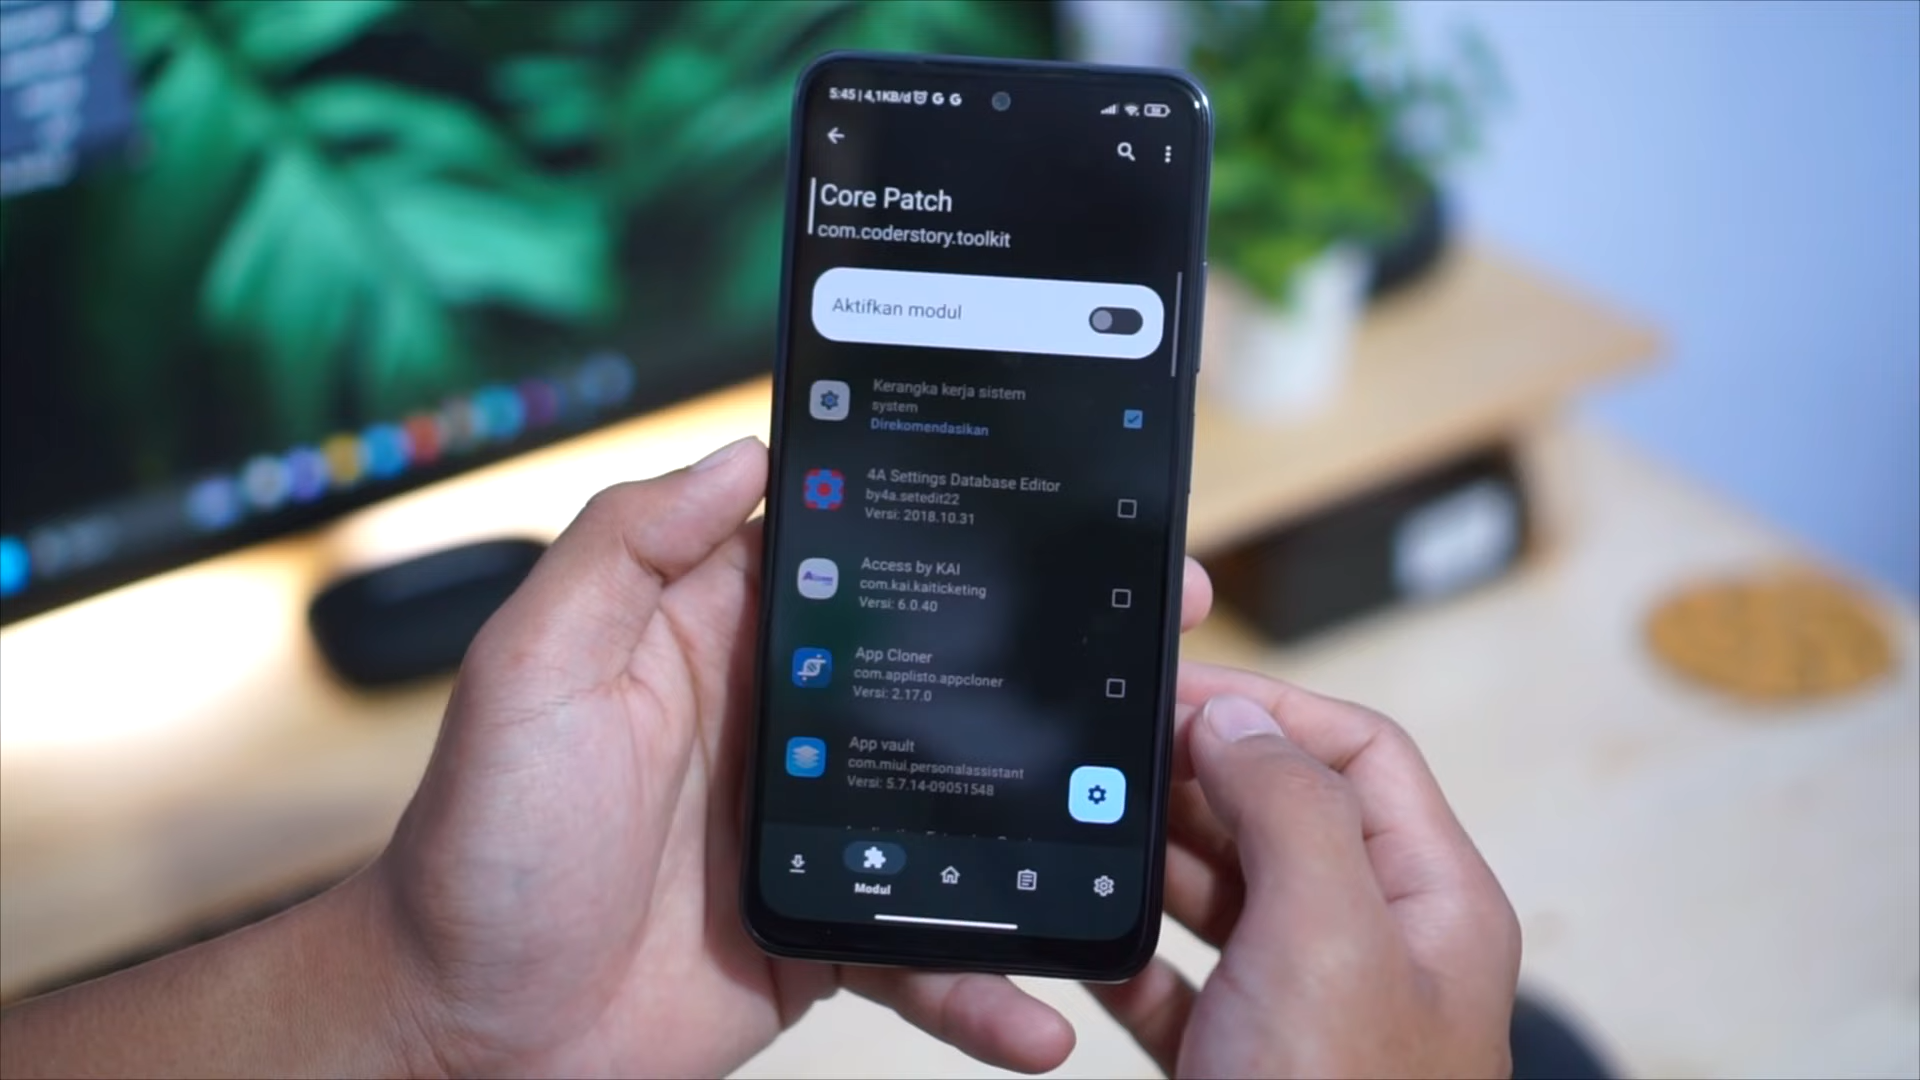 5:45 | 4,1KB/d
Core Patch
com.coderstory.toolkit
Aktifkan modul
Kerangka kerja sistem
system
Direkomendasikan
4A Settings Database Editor
by4a.setedit22
Versi: 2018.10.31
Access by KAI
com.kai.kaiticketing
Versi: 6.0.40
App Cloner
com.applisto.appcloner
Versi: 2.17.0
App vault
com.miui.personalassistant
Versi: 5.7.14-09051548
Modul